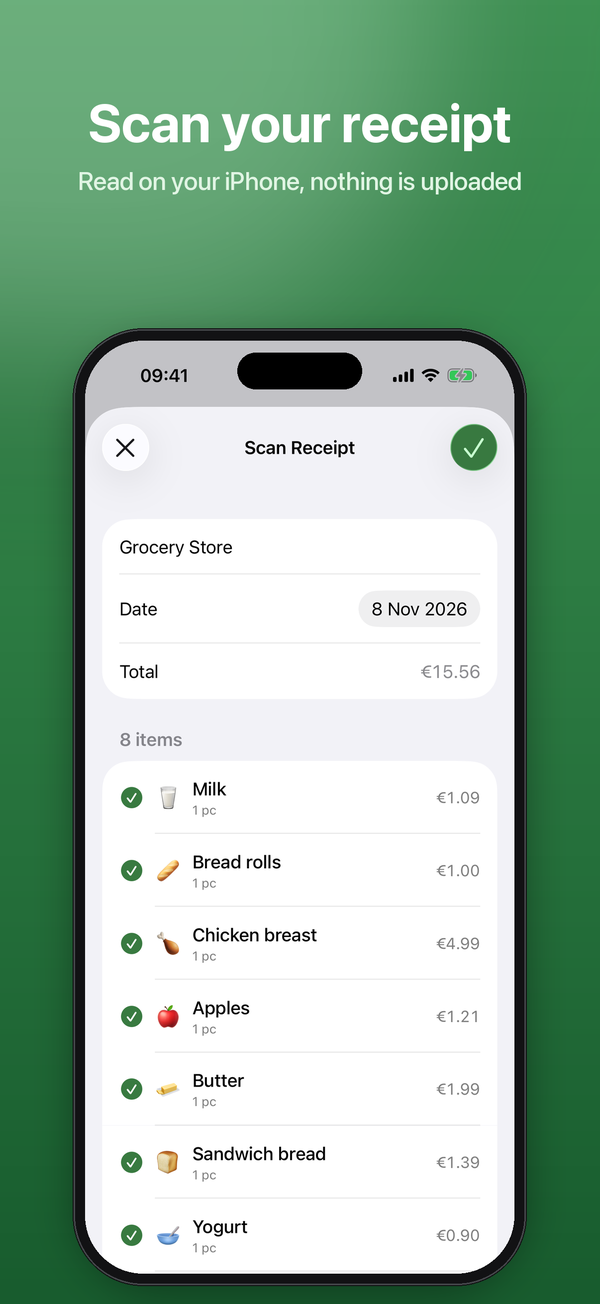 Scan your receipt
Read on your iPhone, nothing is uploaded
09:41
Scan Receipt
Grocery Store
Date 8 Nov 2026
Total €15.56
8 items
Milk €1.09
1 pc
Bread rolls €1.00
1 pc
Chicken breast €4.99
1 pc
Apples €1.21
1 pc
Butter €1.99
1 pc
Sandwich bread €1.39
1 pc
Yogurt €0.90
1 pc